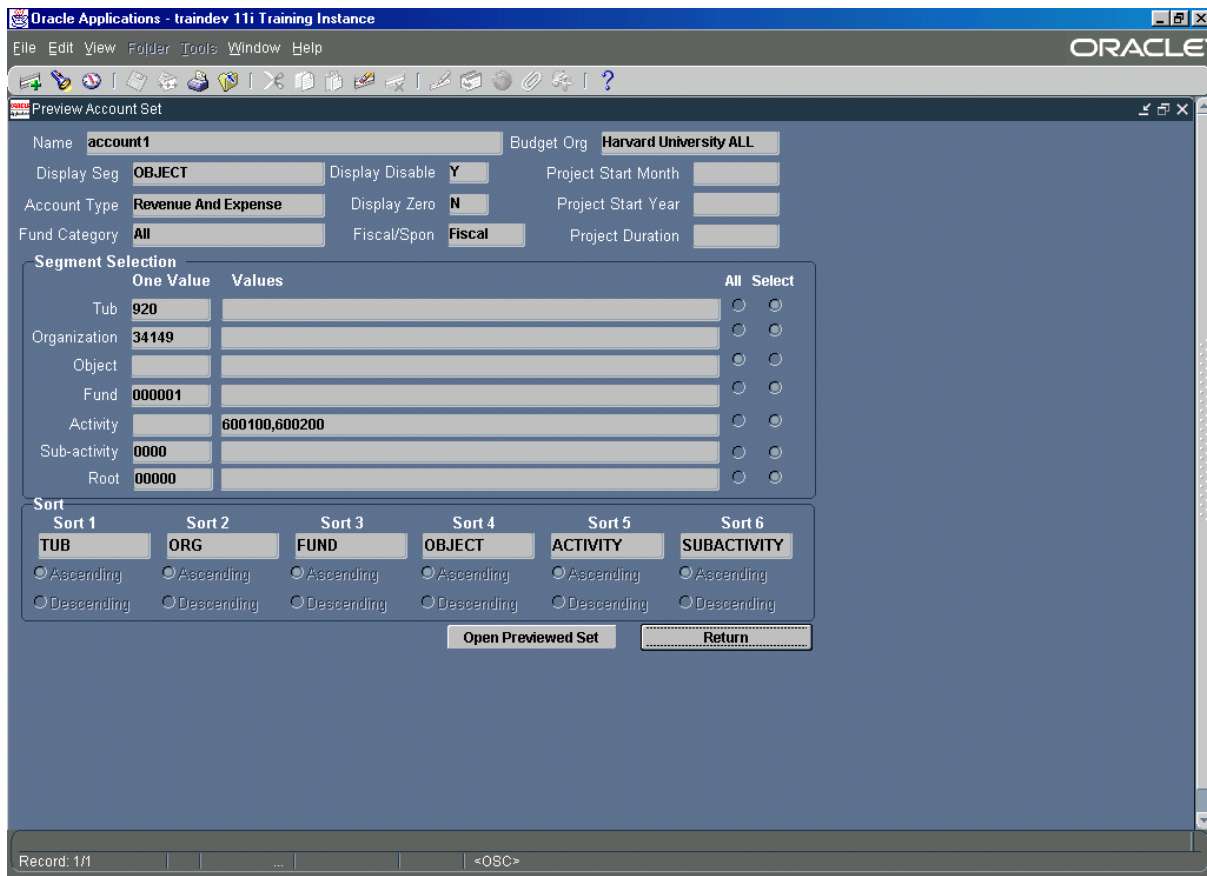 Oracle Applications - traindev 11i Training Instance
File Edit View Folder Tools Window Help
ORACLE
Preview Account Set
Name account1 Budget Org Harvard University ALL
Display Seg OBJECT Display Disable Y Project Start Month
Account Type Revenue And Expense Display Zero N Project Start Year
Fund Category All Fiscal/Spon Fiscal Project Duration
Segment Selection
One Value Values All Select
Tub 920
Organization 34149
Object
Fund 000001
Activity 600100,600200
Sub-activity 0000
Root 00000
Sort
Sort 1 Sort 2 Sort 3 Sort 4 Sort 5 Sort 6
TUB ORG FUND OBJECT ACTIVITY SUBACTIVITY
Ascending Ascending Ascending Ascending Ascending Ascending
Descending Descending Descending Descending Descending Descending
Open Previewed Set Return
Record: 1/1 ... <OSC>